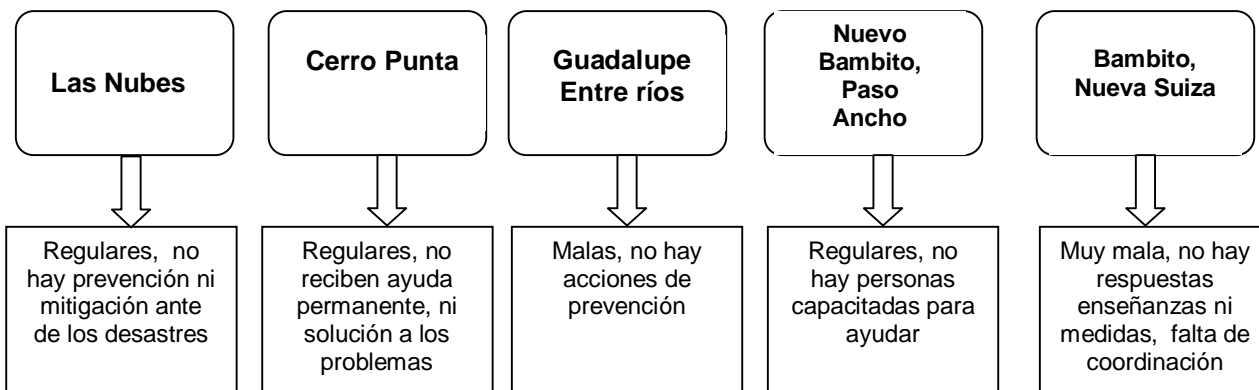 Las Nubes
Cerro Punta
Guadalupe
Entre ríos
Nuevo
Bambito,
Paso
Ancho
Bambito,
Nueva Suiza
Regulares, no
hay prevención ni
mitigación ante
de los desastres
Regulares, no
reciben ayuda
permanente, ni
solución a los
problemas
Malas, no hay
acciones de
prevención
Regulares, no
hay personas
capacitadas para
ayudar
Muy mala, no hay
respuestas
enseñanzas ni
medidas, falta de
coordinación